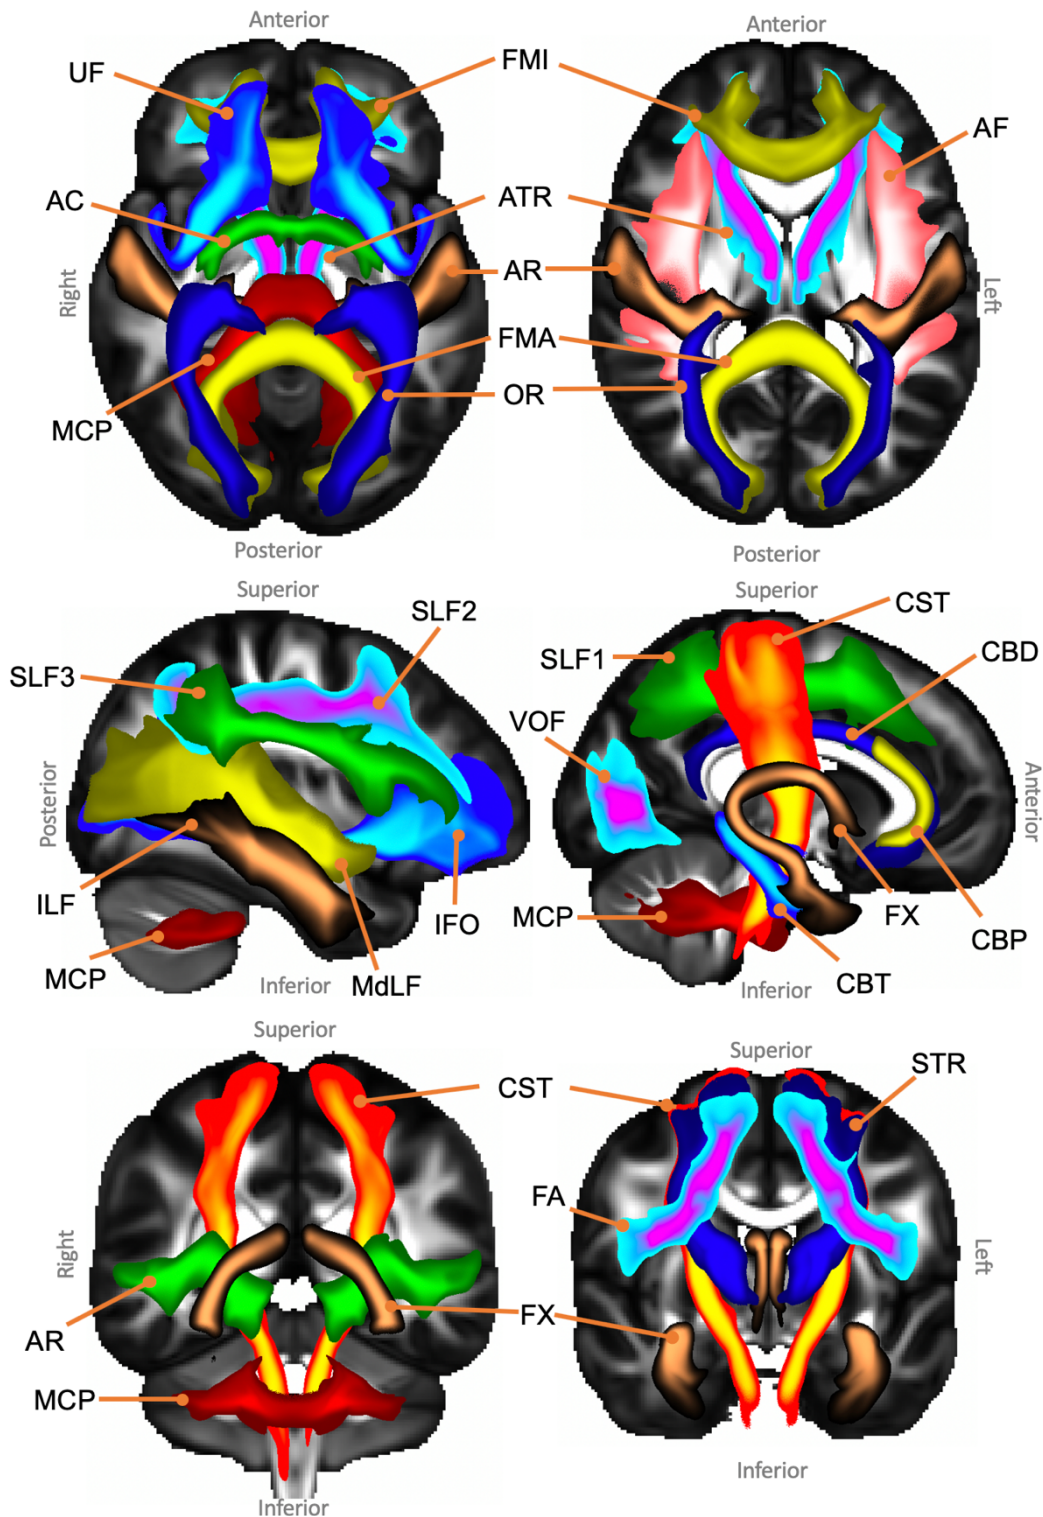 Anterior
Anterior
UF
FMI
AF
AC
ATR
AR
Right
Left
FMA
OR
MCP
Posterior
Posterior
Superior
Superior
SLF2
CST
SLF1
CBD
SLF3
VOF
Posterior
Anterior
ILF
IFO
MCP
FX
CBP
MCP
MdLF
CBT
Inferior
Inferior
Superior
Superior
STR
CST
FA
Right
Left
FX
AR
MCP
Inferior
Inferior